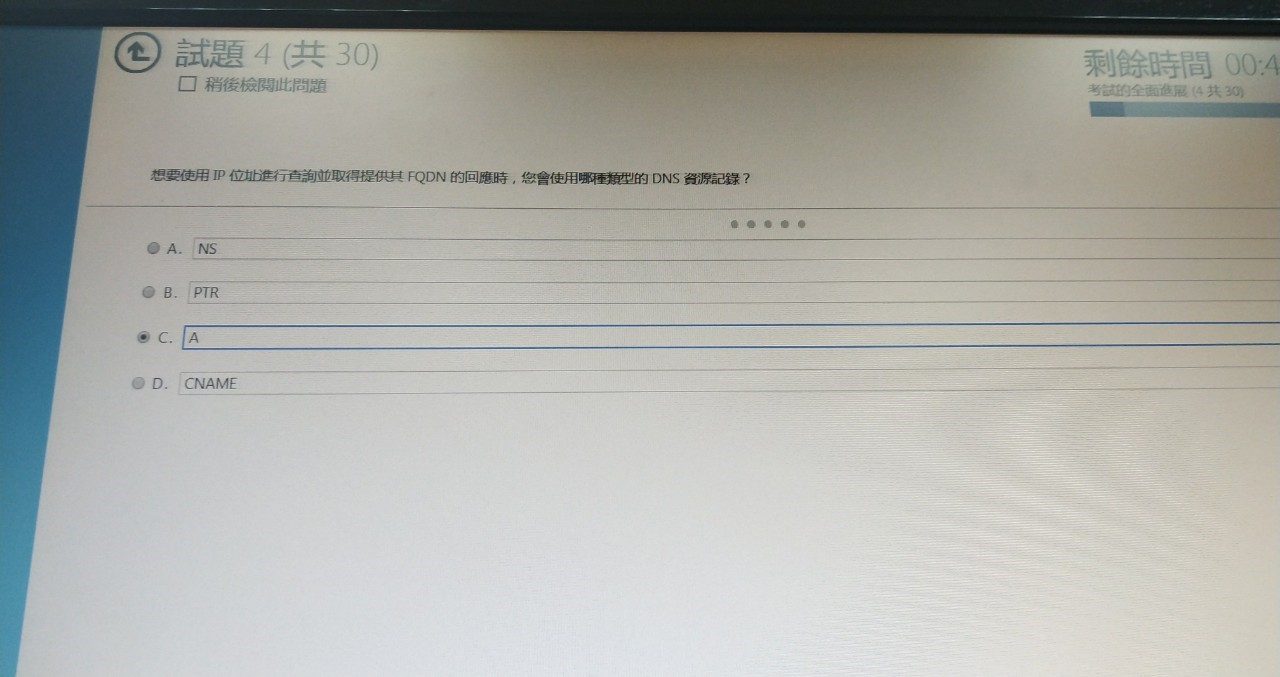 試題 4 (共 30)
稍後檢閱此問題
剩餘時間 00:4
考試的全面進展 (4 共 30)
想要使用 IP 位址進行查詢並取得提供其 FQDN 的回應時，您會使用哪種類型的 DNS 資源記錄？
A. NS
B. PTR
C. A
D. CNAME